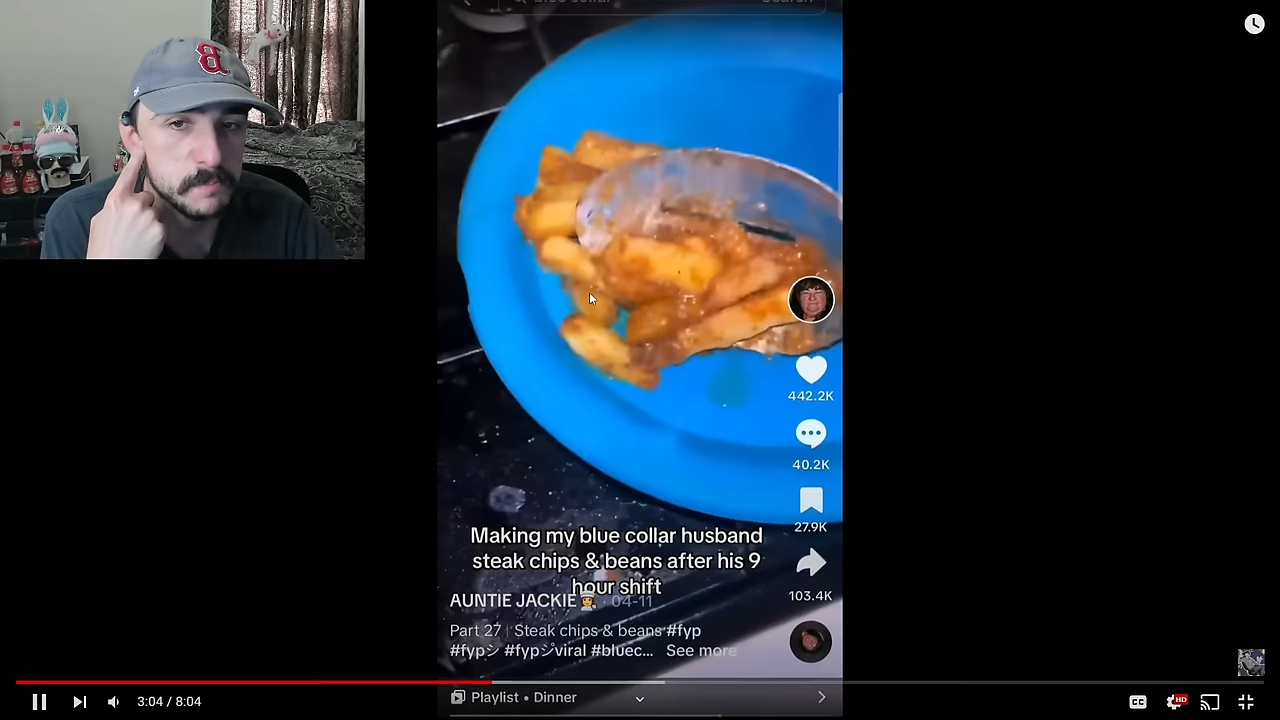 B
442.2K
40.2K
27.9K
103.4K
Making my blue collar husband
steak chips & beans after his 9
hour shift
AUNTIE JACKIE👩‍🍳 · 04-11
Part 27 | Steak chips & beans #fyp
#fypシ #fypシviral #bluec... See more
Playlist • Dinner
3:04 / 8:04
CC
HD